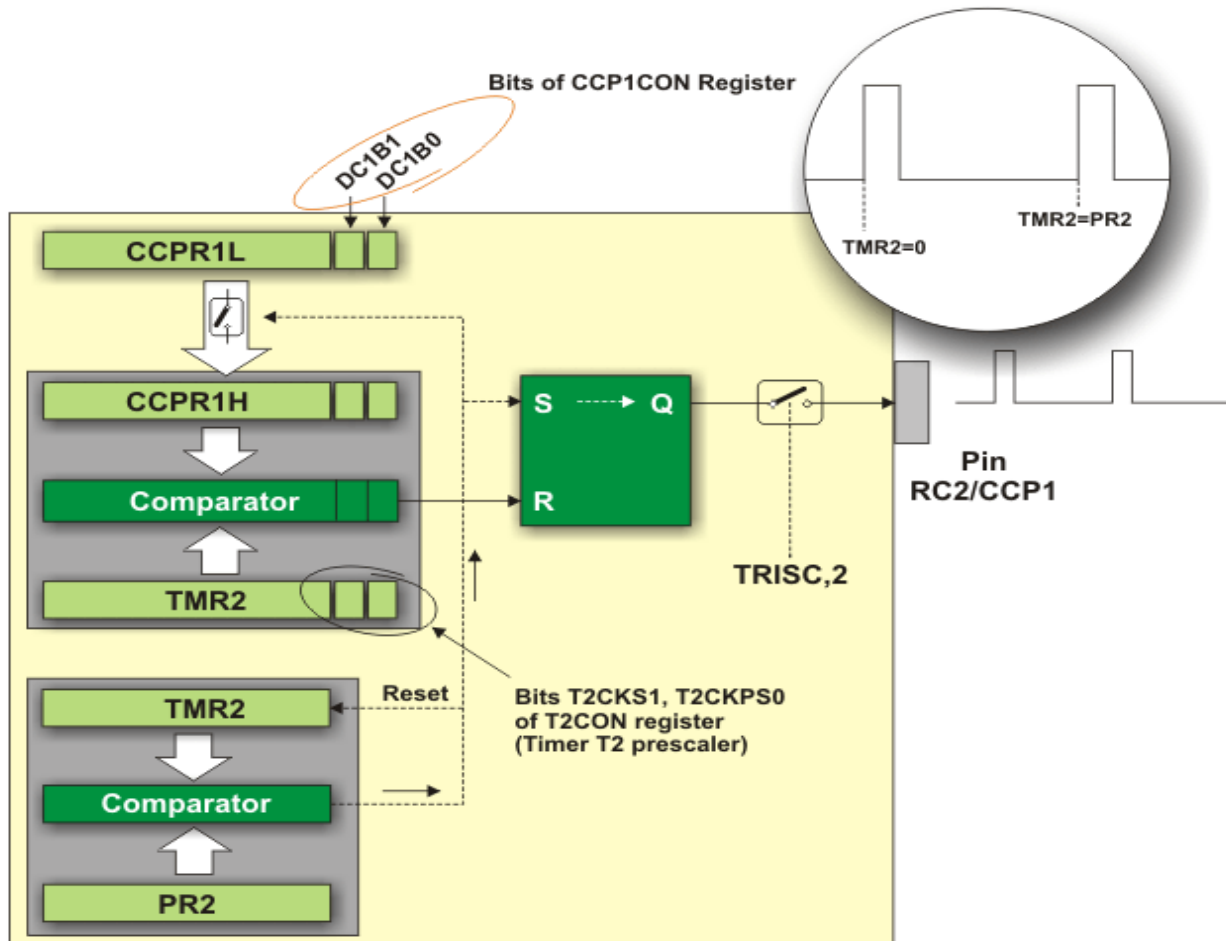 Bits of CCP1CON Register
DC1B1
DC1B0
TMR2=0
TMR2=PR2
CCPR1L
CCPR1H
Comparator
TMR2
S
Q
R
TRISC,2
Pin
RC2/CCP1
Reset
Bits T2CKS1, T2CKPS0
of T2CON register
(Timer T2 prescaler)
TMR2
Comparator
PR2